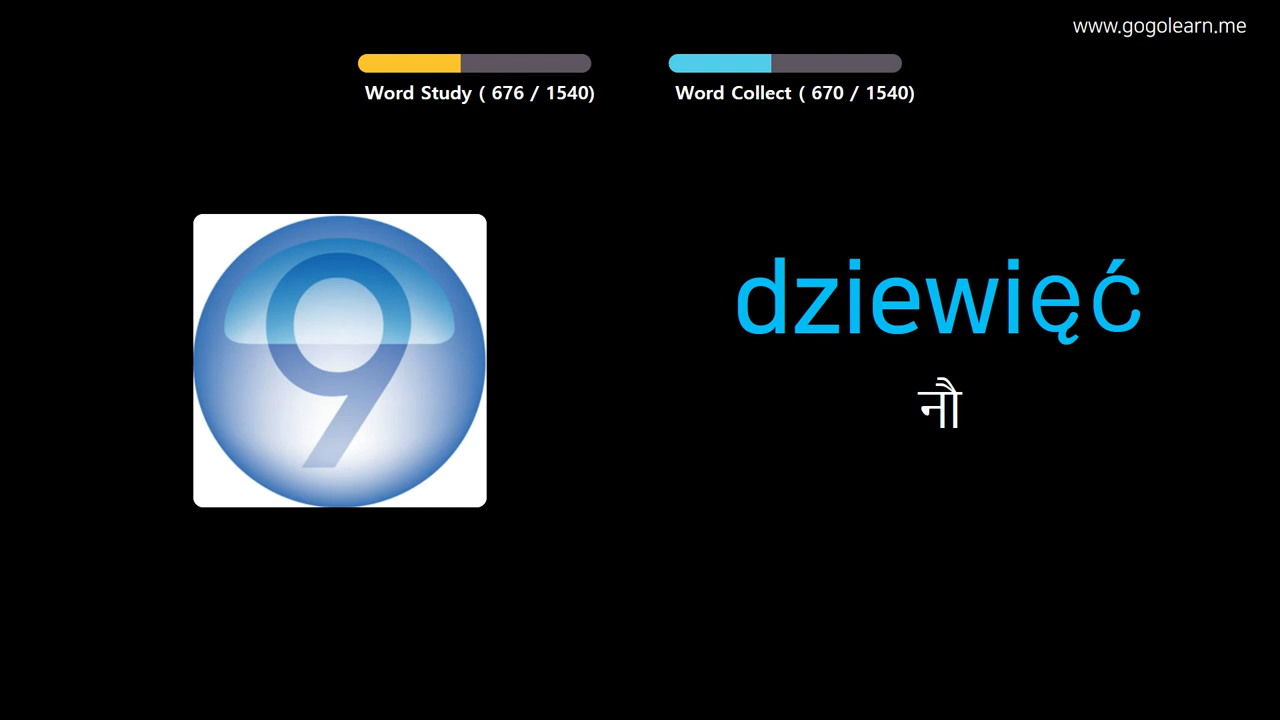 www.gogolearn.me
Word Study ( 676 / 1540)
Word Collect ( 670 / 1540)
9
dziewięć
नौ